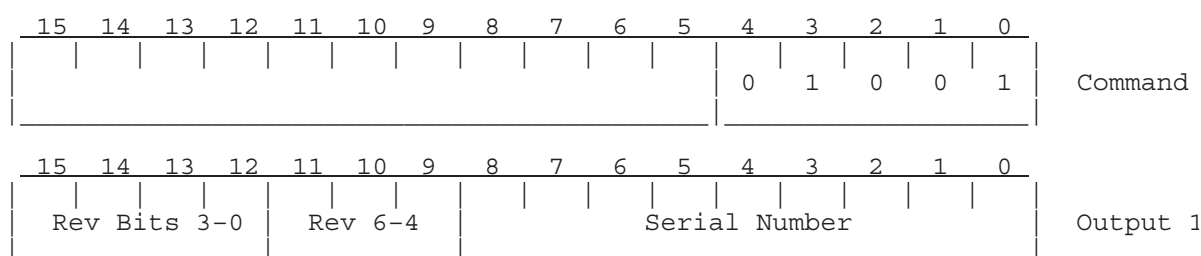 15 14 13 12 11 10 9 8 7 6 5 4 3 2 1 0
0 1 0 0 1 Command
15 14 13 12 11 10 9 8 7 6 5 4 3 2 1 0
Rev Bits 3-0 Rev 6-4 Serial Number Output 1